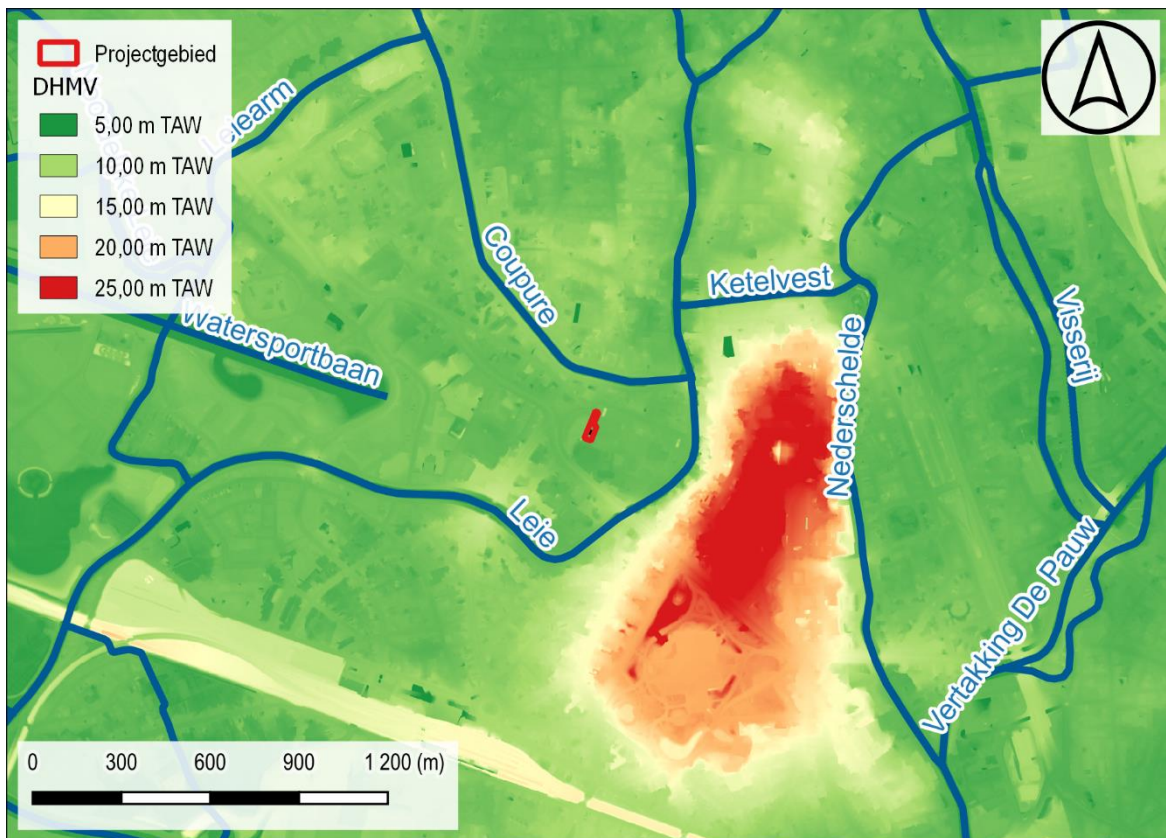 Projectgebied
DHMV
5,00 m TAW
10,00 m TAW
15,00 m TAW
20,00 m TAW
25,00 m TAW
Leiearm
Coupure
Ketelvest
Watersportbaan
Nederschelde
Visserij
Leie
Vertakking De Pauw
0 300 600 900 1 200 (m)